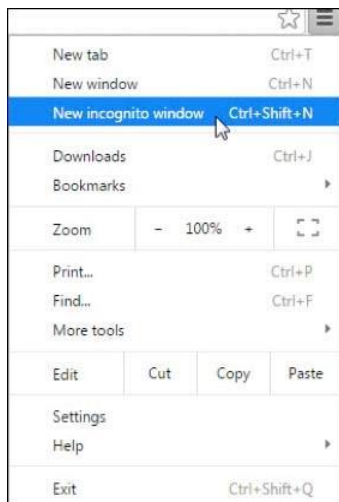 New tab Ctrl+T
New window Ctrl+N
New incognito window Ctrl+Shift+N
Downloads Ctrl+J
Bookmarks
Zoom - 100% +
Print... Ctrl+P
Find... Ctrl+F
More tools
Edit Cut Copy Paste
Settings
Help
Exit Ctrl+Shift+Q